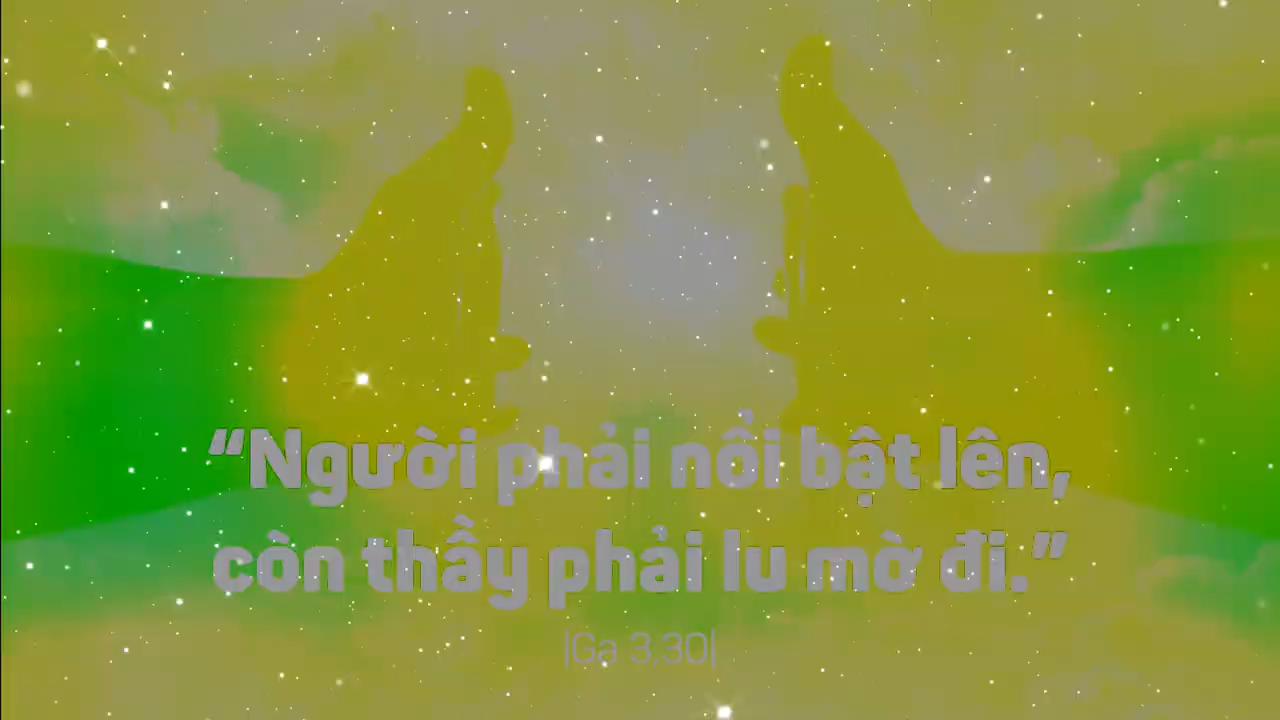 “Người phải nổi bật lên,
còn thầy phải lu mờ đi.”
|Ga 3,30|